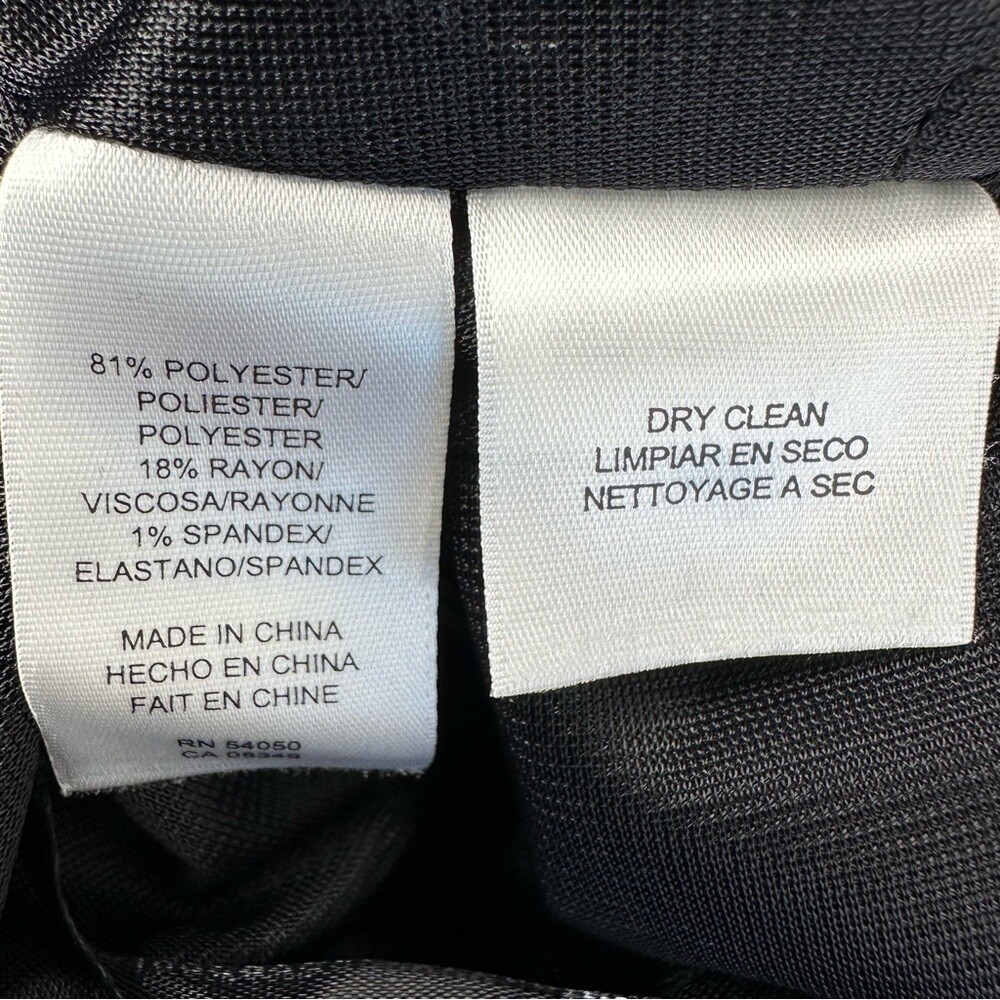 81% POLYESTER/
POLIESTER/
POLYESTER
18% RAYON/
VISCOSA/RAYONNE
1% SPANDEX/
ELASTANO/SPANDEX
MADE IN CHINA
HECHO EN CHINA
FAIT EN CHINE
RN 54050
CA
DRY CLEAN
LIMPIAR EN SECO
NETTOYAGE A SEC